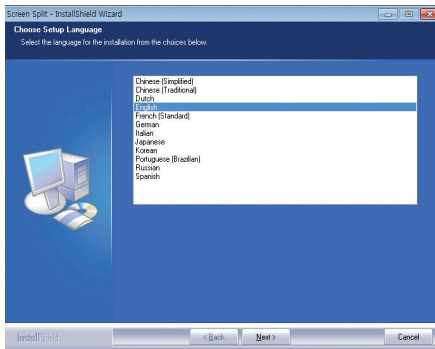 Screen Split - InstallShield Wizard
Choose Setup Language
Select the language for the installation from the choices below.
Chinese (Simplified)
Chinese (Traditional)
Dutch
English
French (Standard)
German
Italian
Japanese
Korean
Portuguese (Brazilian)
Russian
Spanish
InstallShield
< Back
Next >
Cancel